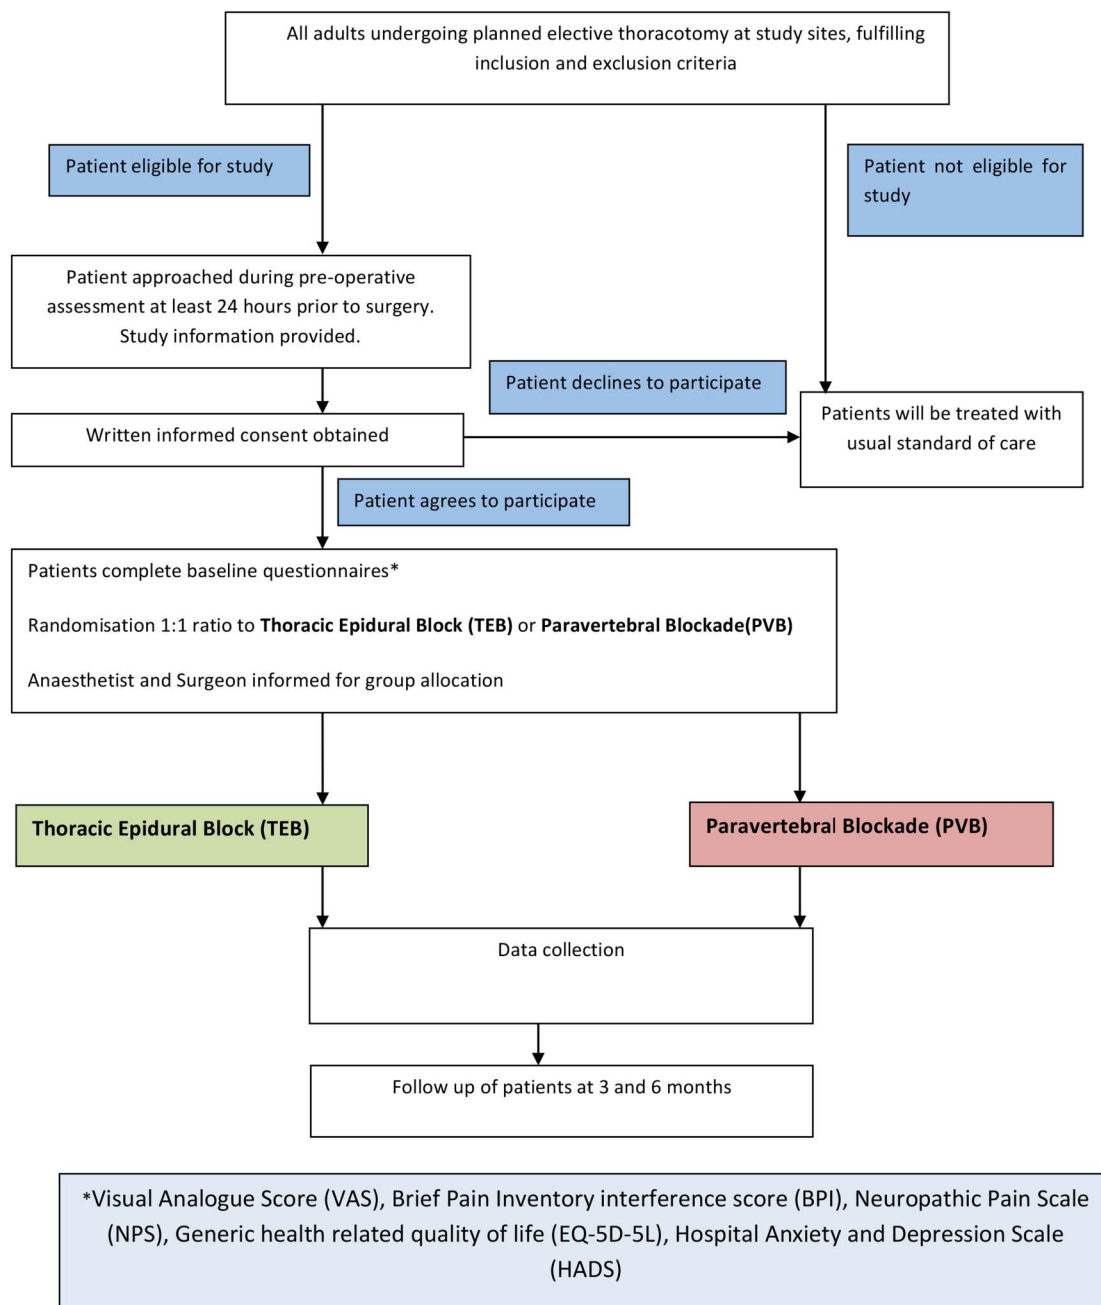 All adults undergoing planned elective thoracotomy at study sites, fulfilling
inclusion and exclusion criteria
Patient eligible for study
Patient not eligible for
study
Patient approached during pre-operative
assessment at least 24 hours prior to surgery.
Study information provided.
Patient declines to participate
Patients will be treated with
usual standard of care
Written informed consent obtained
Patient agrees to participate
Patients complete baseline questionnaires*
Randomisation 1:1 ratio to Thoracic Epidural Block (TEB) or Paravertebral Blockade(PVB)
Anaesthetist and Surgeon informed for group allocation
Thoracic Epidural Block (TEB)
Paravertebral Blockade (PVB)
Data collection
Follow up of patients at 3 and 6 months
*Visual Analogue Score (VAS), Brief Pain Inventory interference score (BPI), Neuropathic Pain Scale
(NPS), Generic health related quality of life (EQ-5D-5L), Hospital Anxiety and Depression Scale
(HADS)